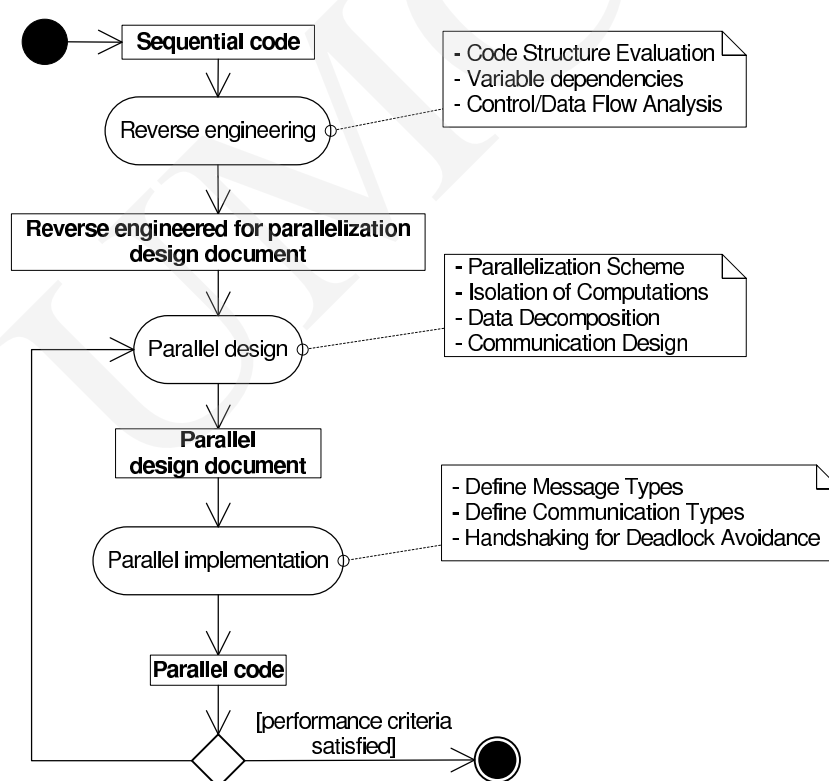 Sequential code
- Code Structure Evaluation
- Variable dependencies
- Control/Data Flow Analysis
Reverse engineering
Reverse engineered for parallelization
design document
- Parallelization Scheme
- Isolation of Computations
- Data Decomposition
- Communication Design
Parallel design
Parallel
design document
- Define Message Types
- Define Communication Types
- Handshaking for Deadlock Avoidance
Parallel implementation
Parallel code
[performance criteria
satisfied]